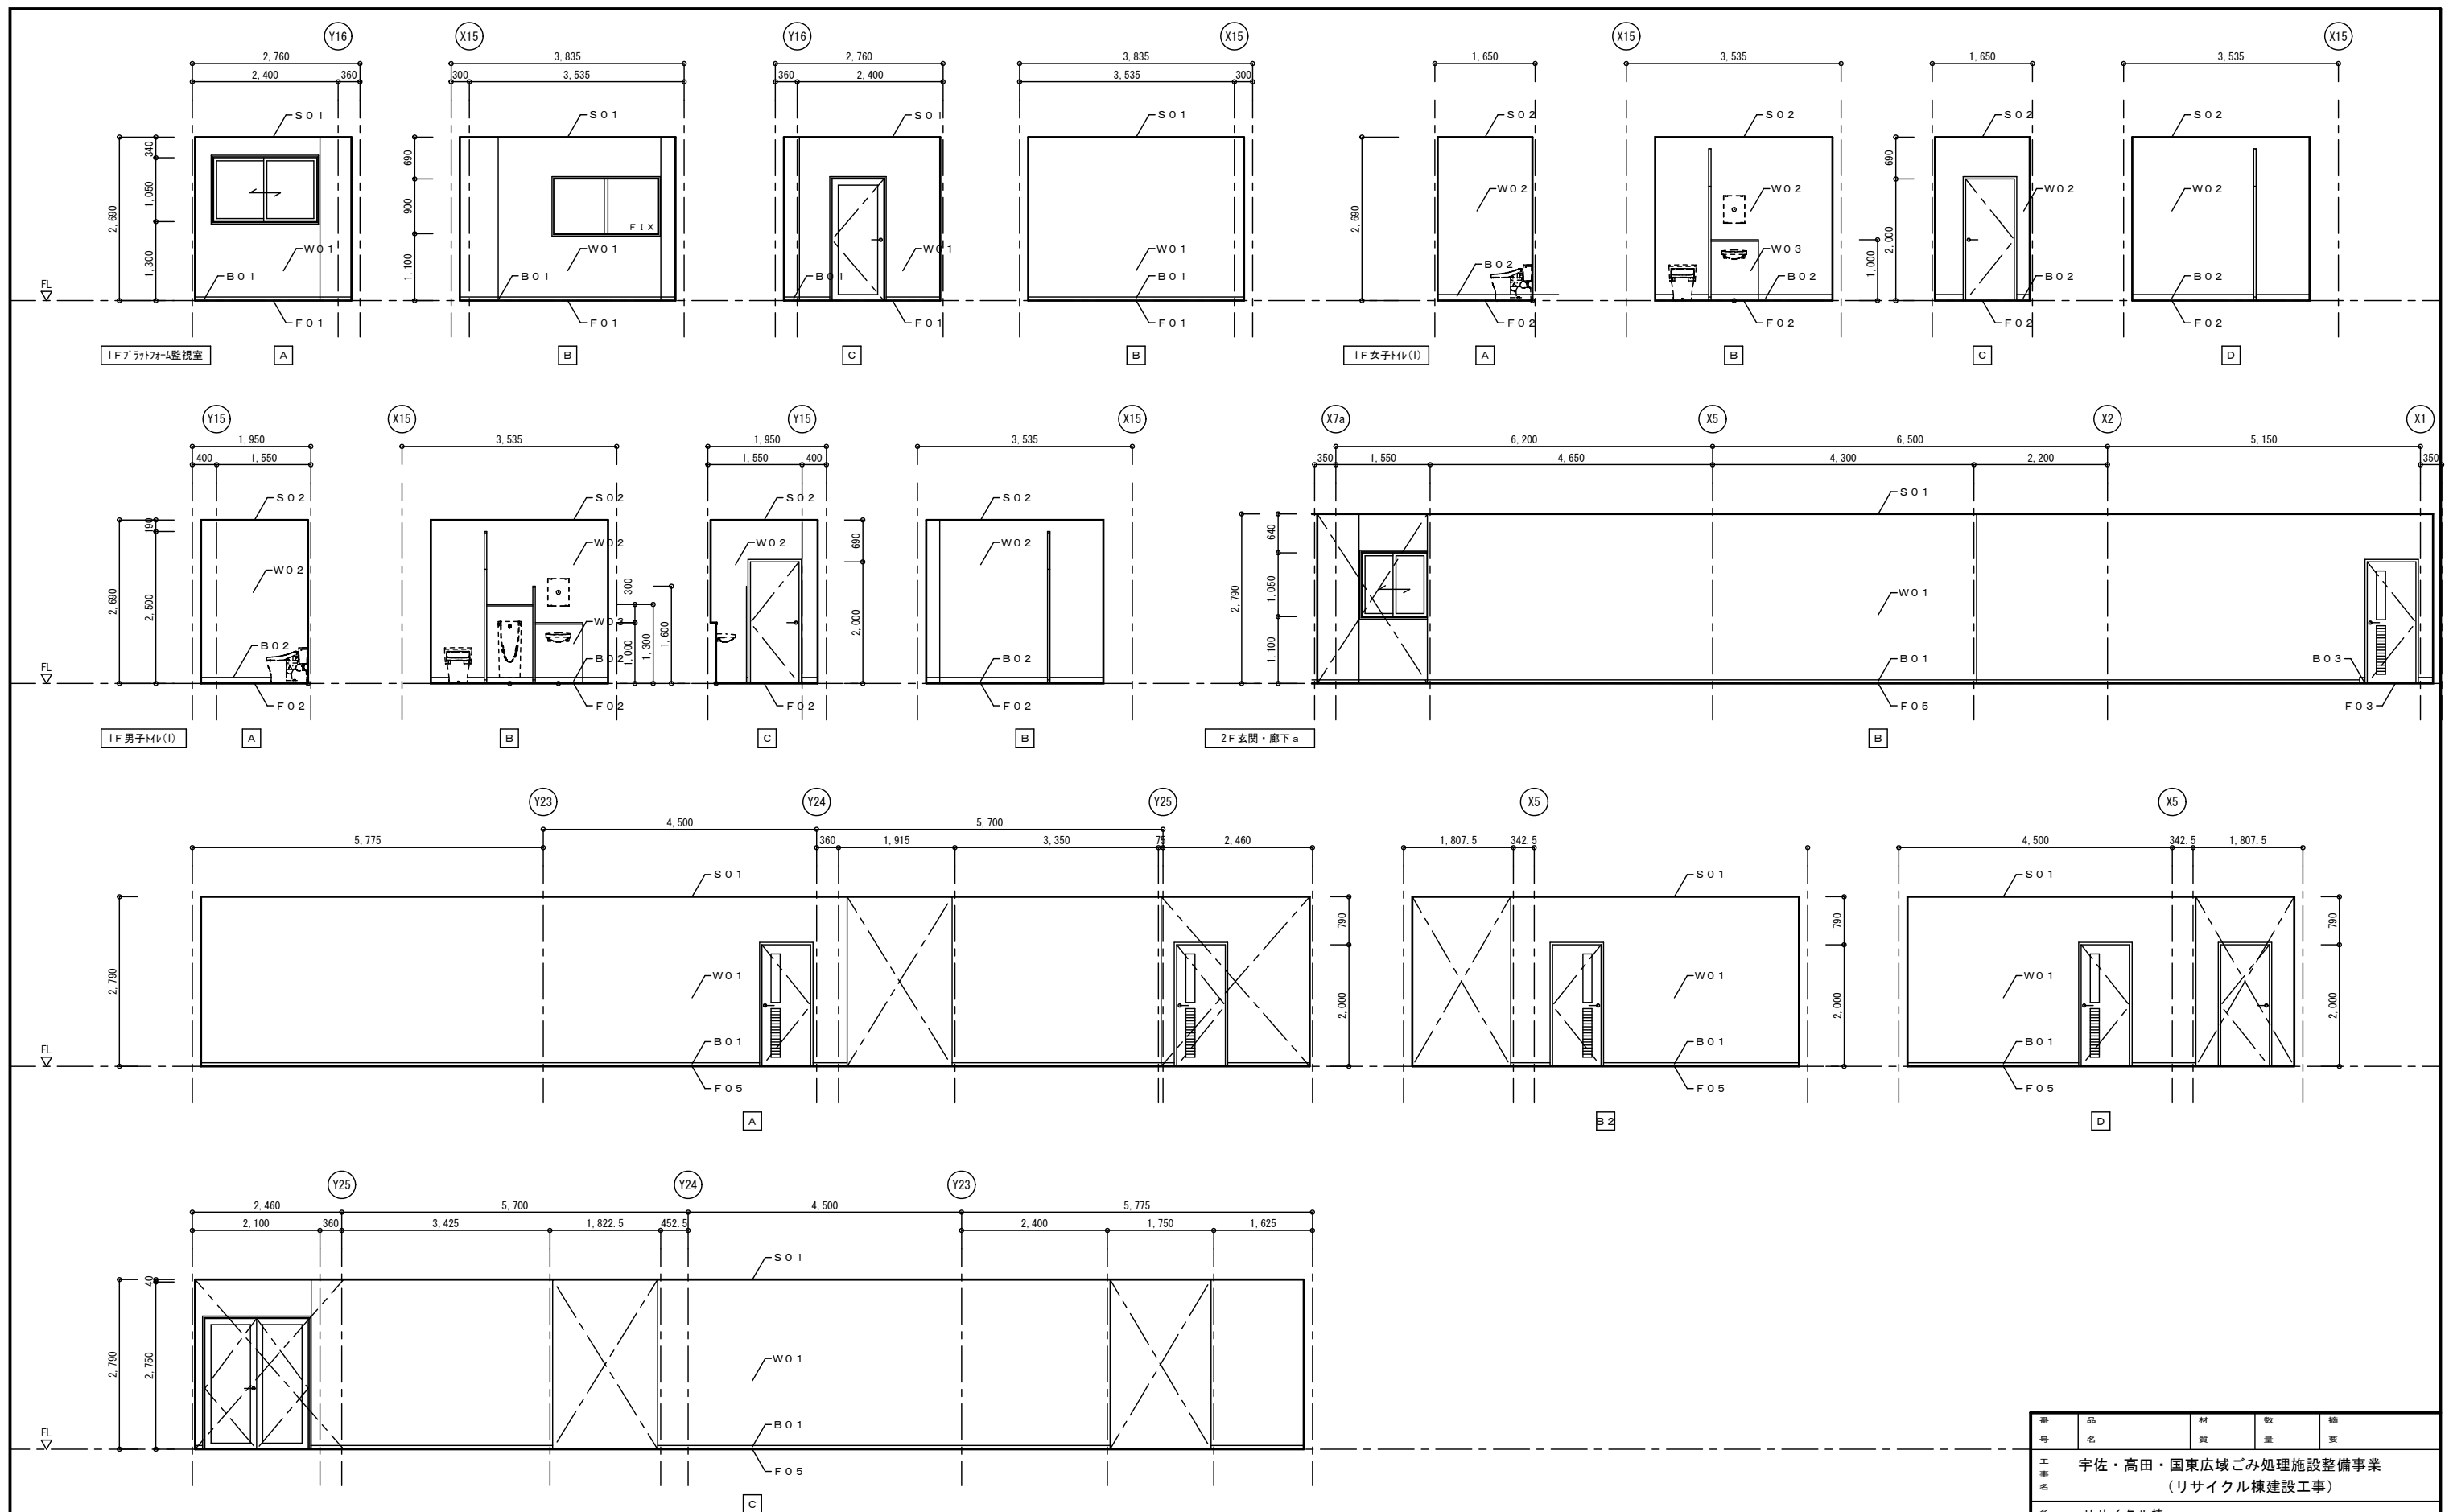 Y16 X15 Y16 X15 X15 X15
2,760 3,835 2,760 3,835 1,650 3,535 1,650 3,535
2,400 360 300 3,535 360 2,400 3,535 300
S01 S01 S01 S01 S02 S02 S02 S02
340 1,050 1,300 2,690
690 900 1,100
2,690
690 2,000 1,000
FIX
W02 W02 W02 W02
W01 W01 W01 W01 W03
B01 B01 B01 B01 B02 B02 B02 B02
FL
F01 F01 F01 F01 F02 F02 F02 F02
1Fプラットフォーム監視室 A B C B 1F女子トイレ(1) A B C D
Y15 X15 Y15 X15 X7a X5 X2 X1
1,950 3,535 1,950 3,535 6,200 6,500 5,150
400 1,550 1,550 400 350 1,550 4,650 4,300 2,200 350
S02 S02 S02 S02 S01
190 2,500 2,690
300 1,000 1,300 1,600
690 2,000
640 1,050 1,100 2,790
W02 W02 W02 W02 W01
W03
B02 B02 B02 B01 B03
FL
F02 F02 F02 F02 F05 F03
1F男子トイレ(1) A B C B 2F玄関・廊下a B
Y23 Y24 Y25 X5 X5
4,500 5,700
5,775 360 1,915 3,350 75 2,460 1,807.5 342.5 4,500 342.5 1,807.5
S01 S01 S01
2,790 790 2,000 790 2,000 790 2,000
W01 W01 W01
B01 B01 B01
FL
F05 F05 F05
A B2 D
Y25 Y24 Y23
2,460 5,700 4,500 5,775
2,100 360 3,425 1,822.5 452.5 2,400 1,750 1,625
S01
40 2,750 2,790
W01
B01
FL
F05
C
番号 品名 材質 数量 摘要
工事名 宇佐・高田・国東広域ごみ処理施設整備事業
（リサイクル棟建設工事）